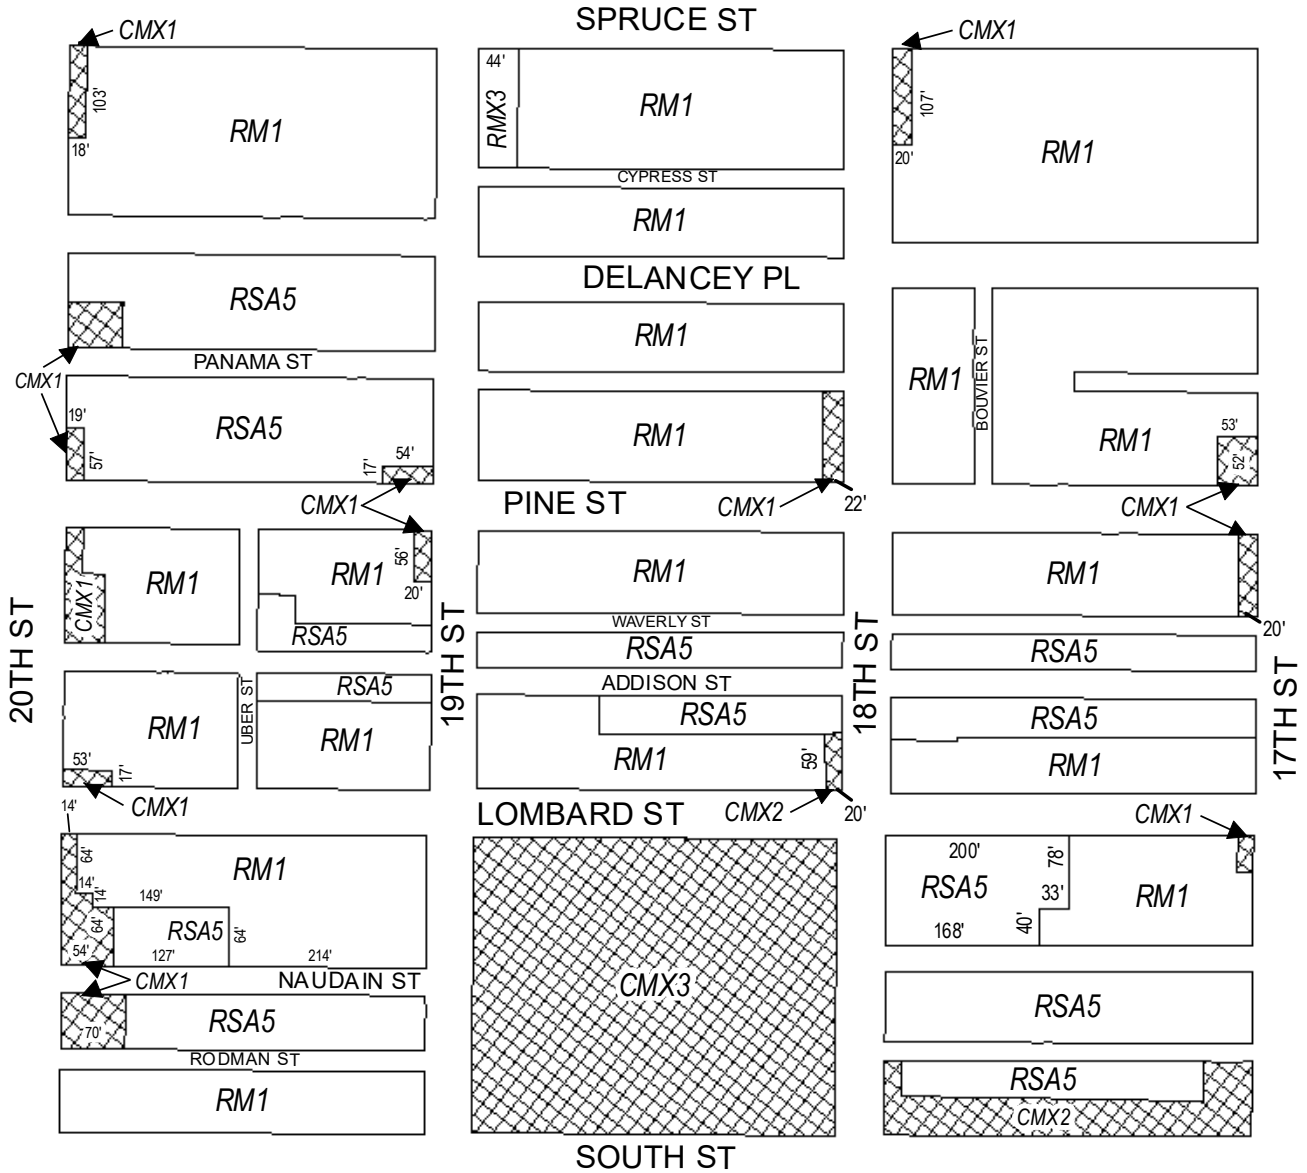 SPRUCE ST
CMX1
CMX1
103'
18'
RM1
44'
RMX3
RM1
107'
20'
RM1
CYPRESS ST
RM1
DELANCEY PL
RSA5
PANAMA ST
CMX1
RM1
RM1
BOUVIER ST
19'
57'
RSA5
54'
17'
RM1
RM1
53'
52'
CMX1
PINE ST
CMX1
22'
CMX1
CMX1
RM1
RM1
56'
20'
RSA5
RM1
RM1
20'
WAVERLY ST
20TH ST
19TH ST
18TH ST
17TH ST
RSA5
RSA5
ADDISON ST
RM1
UBER ST
RSA5
RM1
RSA5
RM1
59'
RSA5
RM1
53'
17'
CMX1
LOMBARD ST
CMX2
20'
CMX1
14'
64'
14'
14'
64'
54'
RM1
149'
RSA5
64'
127'
214'
CMX1
NAUDAIN ST
CMX3
200'
78'
RSA5
33'
40'
168'
RM1
70'
RSA5
RODMAN ST
RM1
RSA5
RSA5
CMX2
SOUTH ST